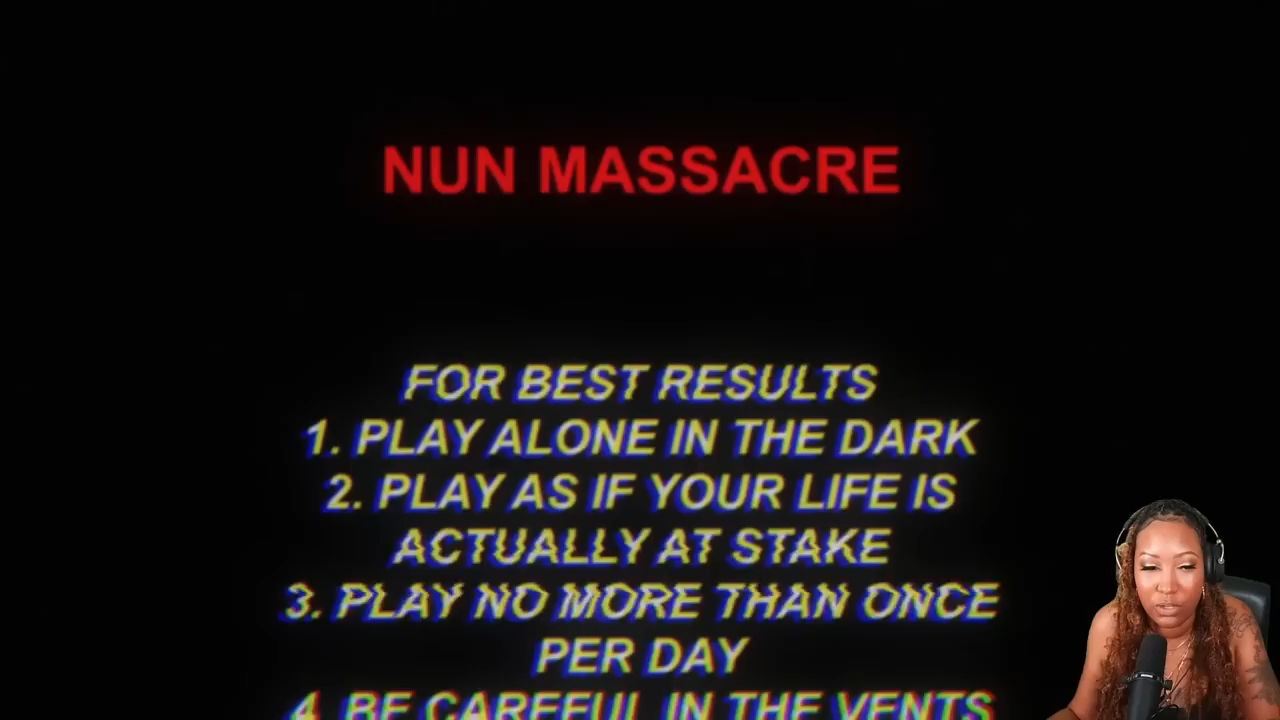 NUN MASSACRE
FOR BEST RESULTS
1. PLAY ALONE IN THE DARK
2. PLAY AS IF YOUR LIFE IS
ACTUALLY AT STAKE
3. PLAY NO MORE THAN ONCE
PER DAY
4. BE CAREFUL IN THE VENTS